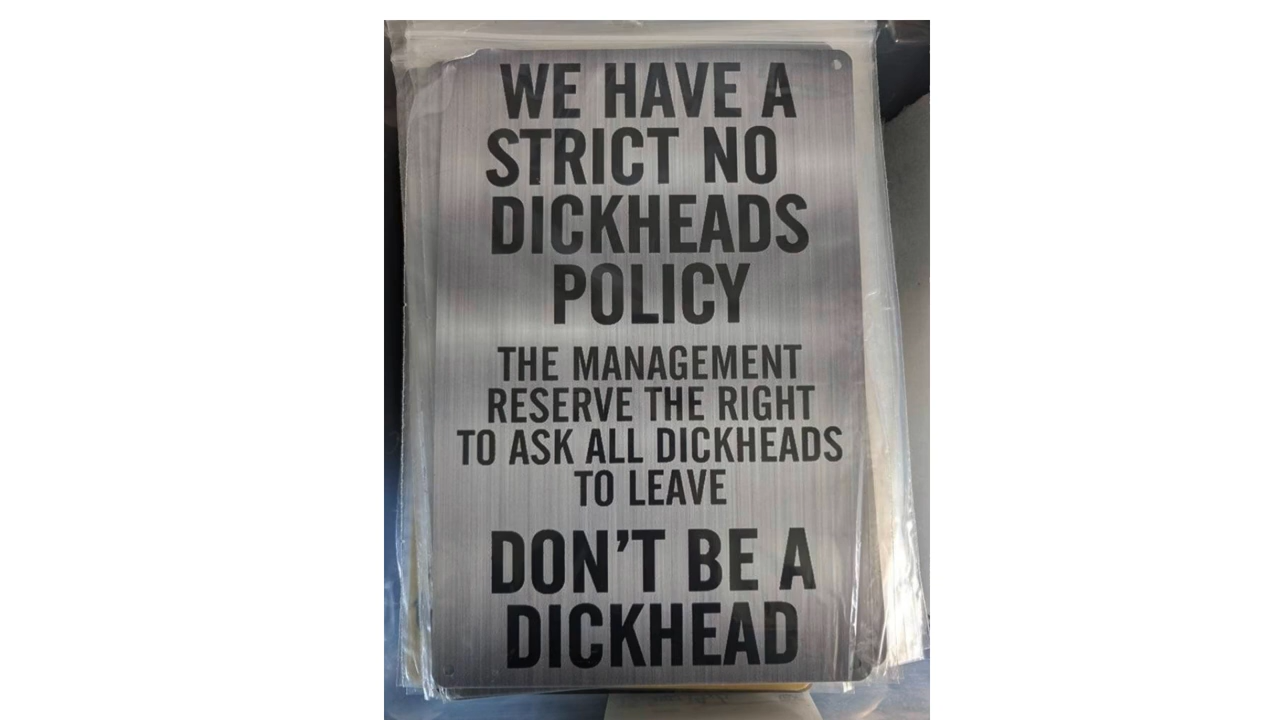 WE HAVE A
STRICT NO
DICKHEADS
POLICY
THE MANAGEMENT
RESERVE THE RIGHT
TO ASK ALL DICKHEADS
TO LEAVE
DON'T BE A
DICKHEAD